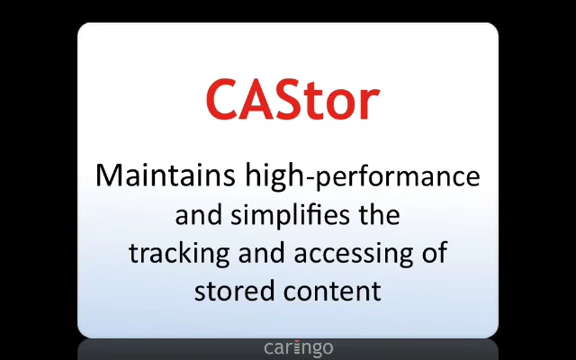 CAStor
Maintains high-performance
and simplifies the
tracking and accessing of
stored content
caringo